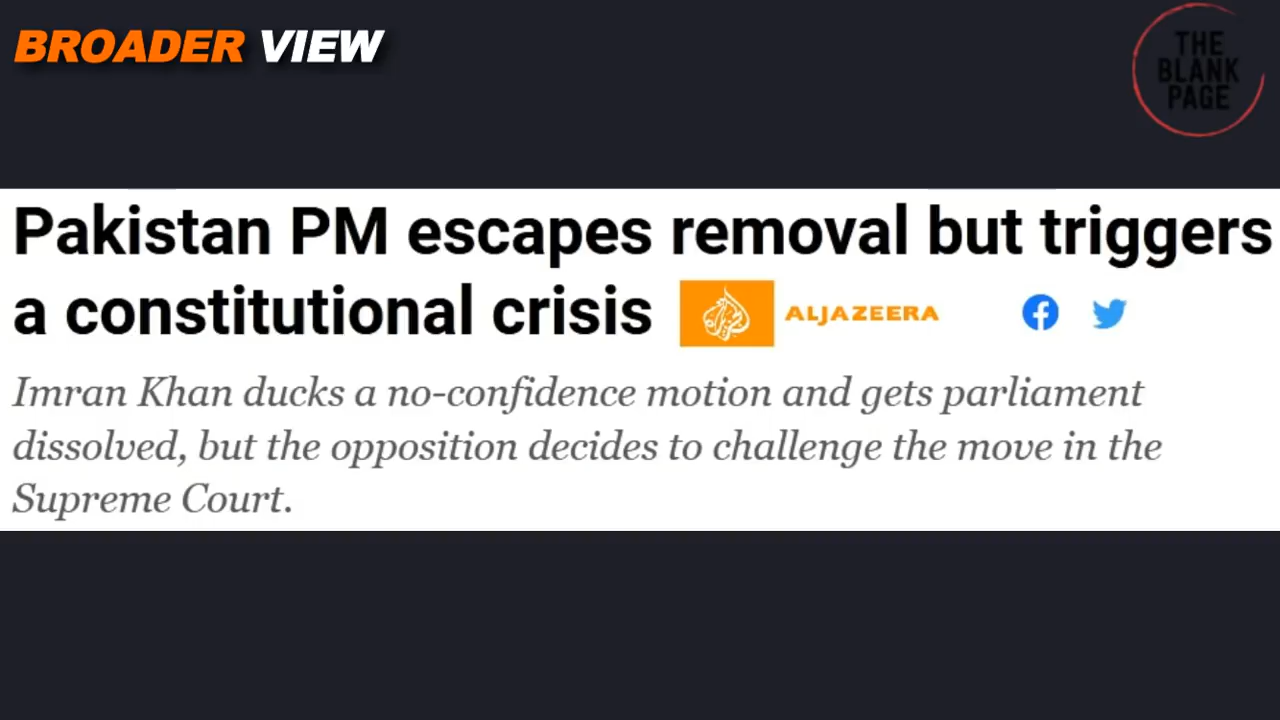 BROADER VIEW
THE
BLANK
PAGE
Pakistan PM escapes removal but triggers
a constitutional crisis
ALJAZEERA
Imran Khan ducks a no-confidence motion and gets parliament
dissolved, but the opposition decides to challenge the move in the
Supreme Court.